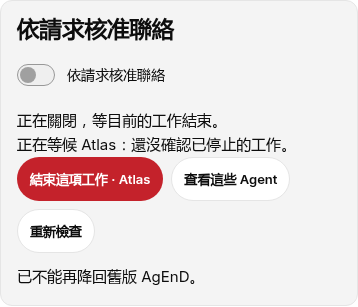 依請求核准聯絡
依請求核准聯絡
正在關閉，等目前的工作結束。
正在等候 Atlas：還沒確認已停止的工作。
結束這項工作 · Atlas
查看這些 Agent
重新檢查
已不能再降回舊版 AgEnD。